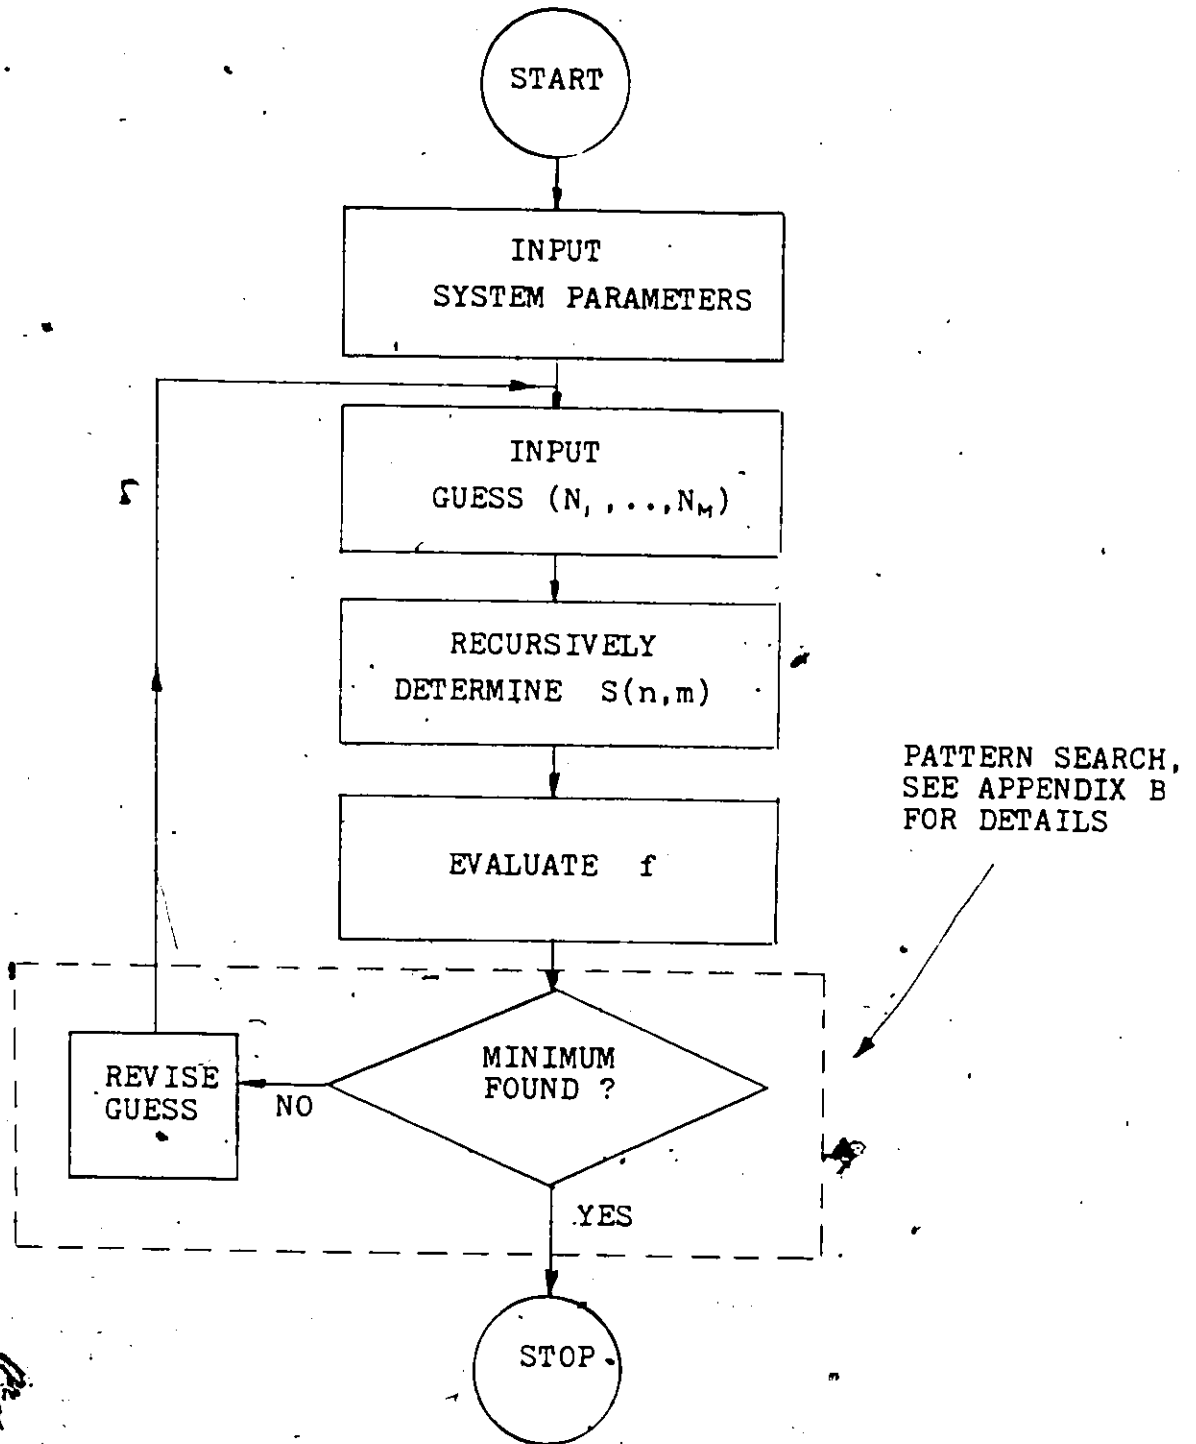 START
INPUT
SYSTEM PARAMETERS
INPUT
GUESS (N₁,..,N_M)
RECURSIVELY
DETERMINE S(n,m)
EVALUATE f
PATTERN SEARCH,
SEE APPENDIX B
FOR DETAILS
MINIMUM
FOUND ?
REVISE
GUESS
NO
YES
STOP